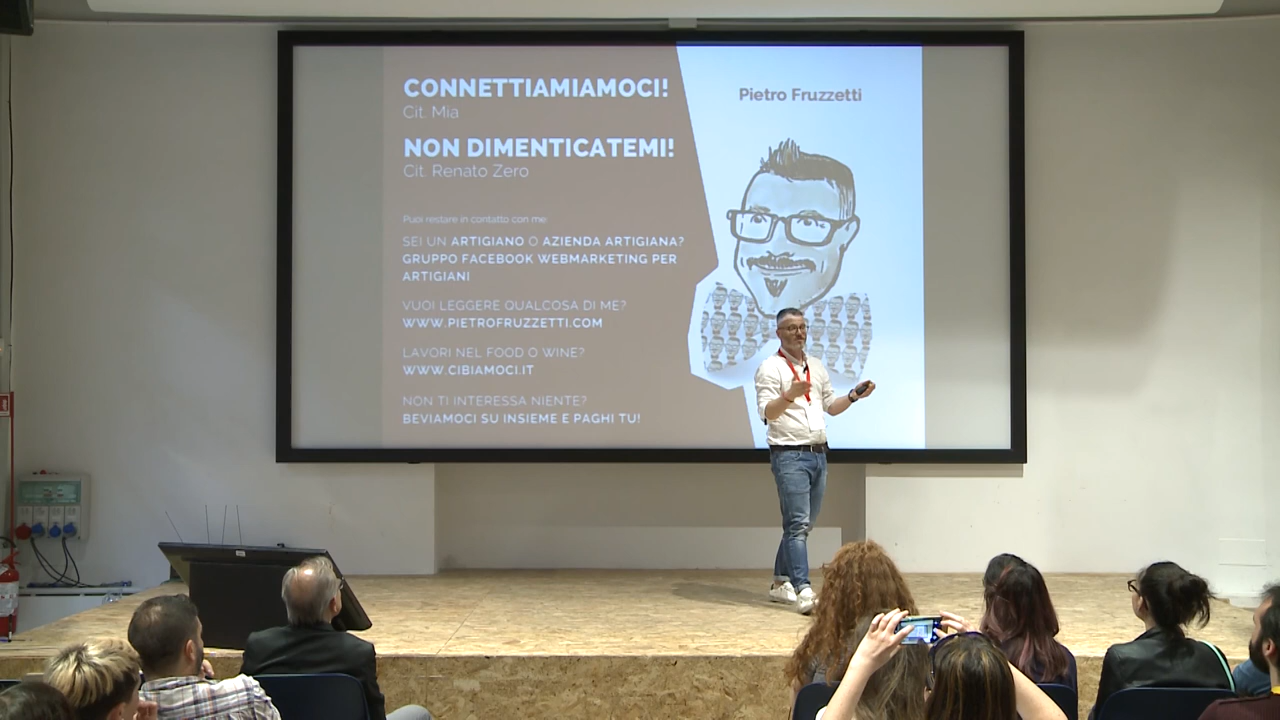 CONNETTIAMIAMOCI!
Cit. Mia
NON DIMENTICATEMI!
Cit. Renato Zero
Puoi restare in contatto con me
SEI UN ARTIGIANO O AZIENDA ARTIGIANA?
GRUPPO FACEBOOK WEBMARKETING PER
ARTIGIANI
VUOI LEGGERE QUALCOSA DI ME?
WWW.PIETROFRUZZETTI.COM
LAVORI NEL FOOD O WINE?
WWW.CIBIAMOCI.IT
NON TI INTERESSA NIENTE?
BEVIAMOCI SU INSIEME E PAGHI TU!
Pietro Fruzzetti